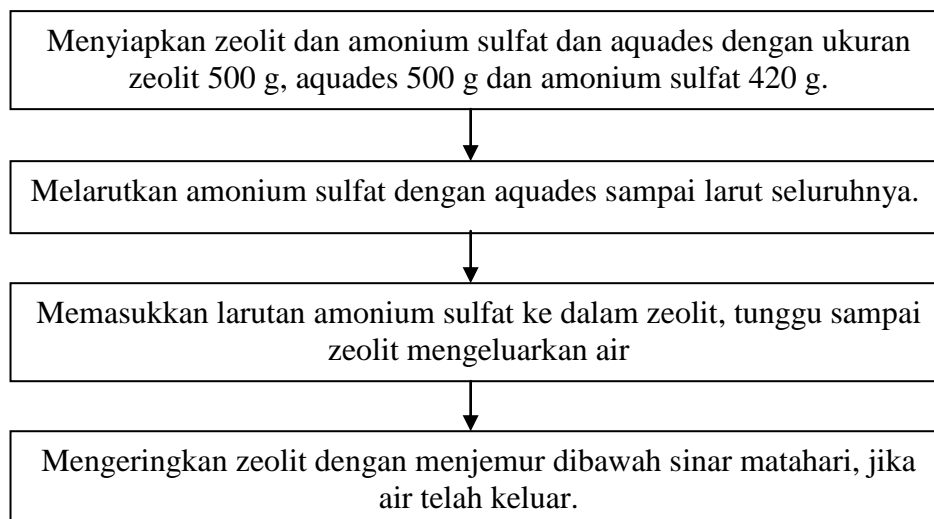 Menyiapkan zeolit dan amonium sulfat dan aquades dengan ukuran
zeolit 500 g, aquades 500 g dan amonium sulfat 420 g.
Melarutkan amonium sulfat dengan aquades sampai larut seluruhnya.
Memasukkan larutan amonium sulfat ke dalam zeolit, tunggu sampai
zeolit mengeluarkan air
Mengeringkan zeolit dengan menjemur dibawah sinar matahari, jika
air telah keluar.